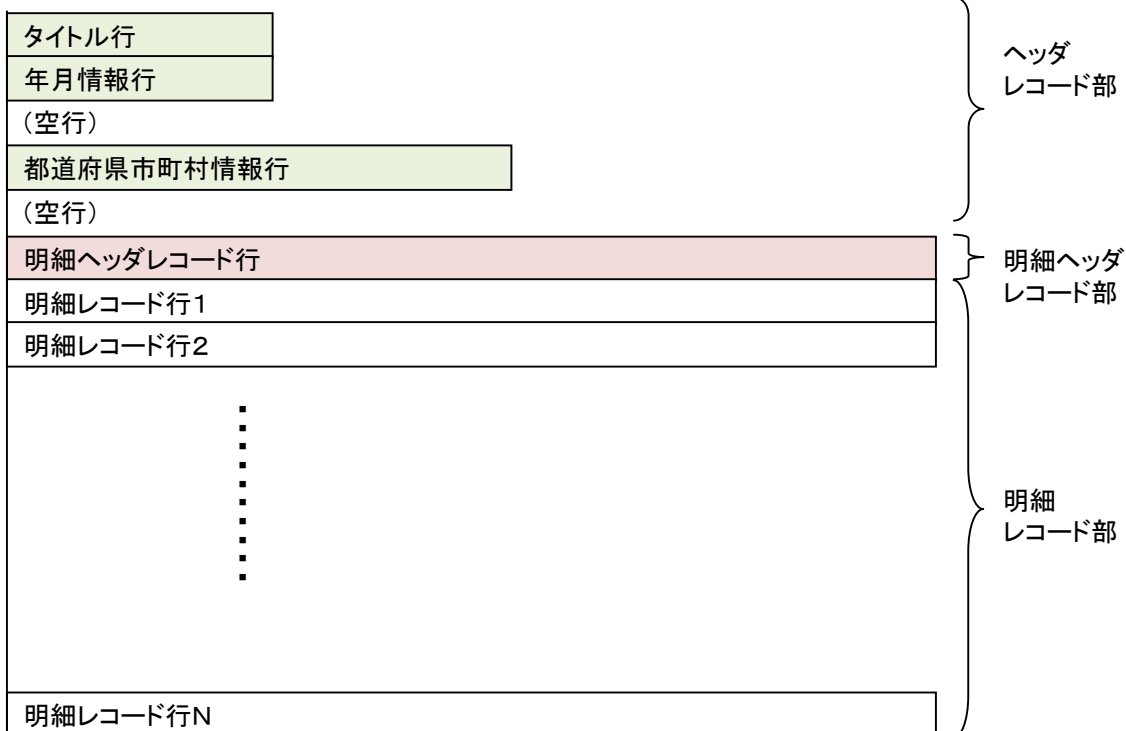 タイトル行
年月情報行
(空行)
都道府県市町村情報行
(空行)
明細ヘッダレコード行
明細レコード行1
明細レコード行2
明細レコード行N
ヘッダ
レコード部
明細ヘッダ
レコード部
明細
レコード部